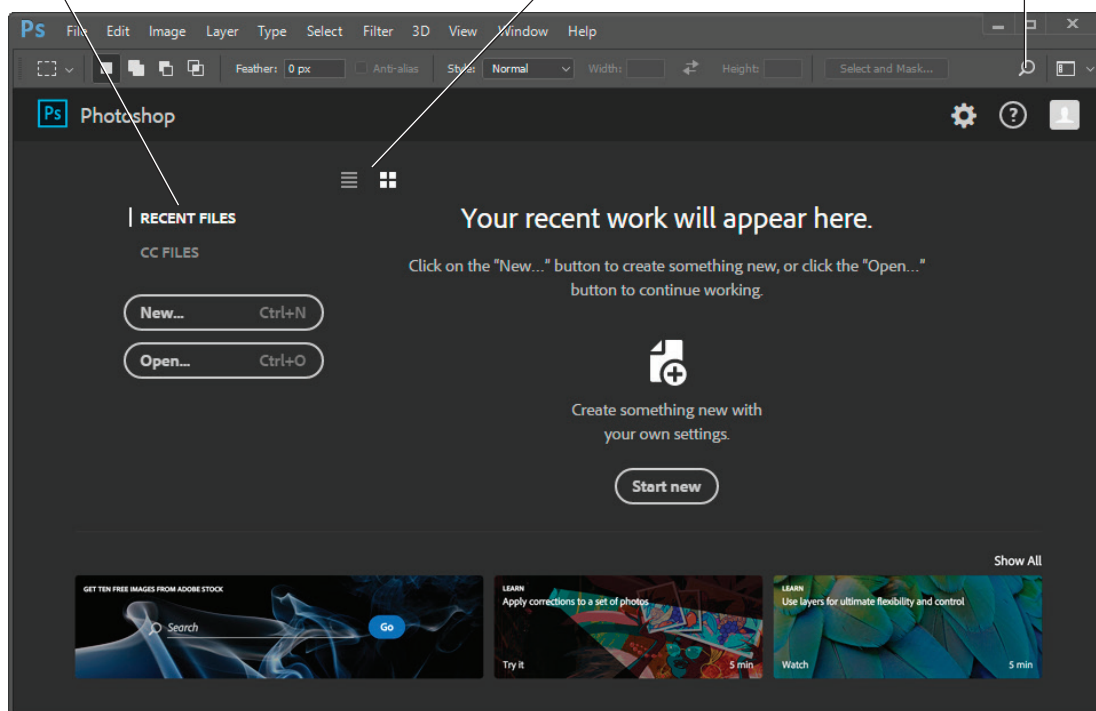 Ps File Edit Image Layer Type Select Filter 3D View Window Help
Feather: 0 px Anti-alias Style: Normal Width: Height: Select and Mask...
Ps Photoshop
RECENT FILES
CC FILES
New... Ctrl+N
Open... Ctrl+O
Your recent work will appear here.
Click on the "New..." button to create something new, or click the "Open..."
button to continue working.
Create something new with
your own settings.
Start new
Show All
GET TEN FREE IMAGES FROM ADOBE STOCK
Search
Go
LEARN
Apply corrections to a set of photos
Try it 5 min
LEARN
Use layers for ultimate flexibility and control
Watch 5 min